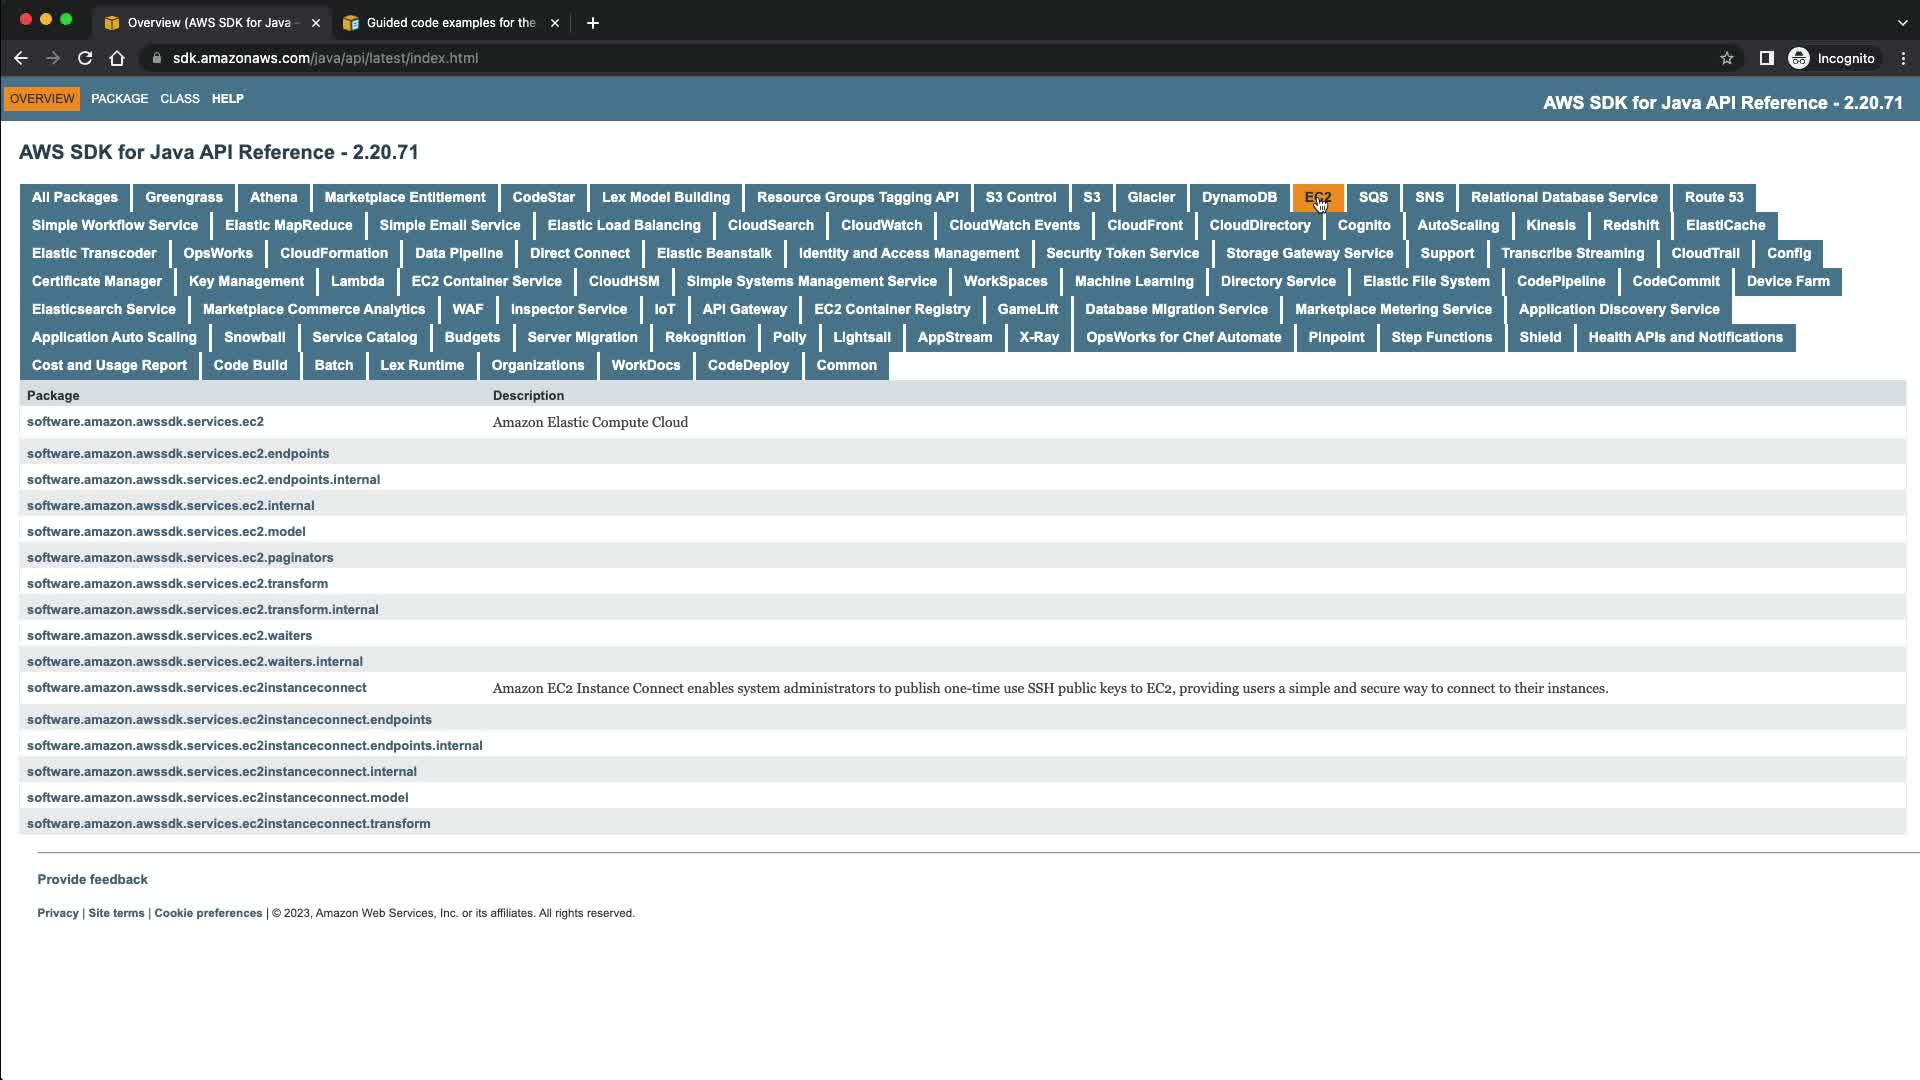 Overview (AWS SDK for Java -
Guided code examples for the
sdk.amazonaws.com/java/api/latest/index.html
Incognito
OVERVIEW PACKAGE CLASS HELP
AWS SDK for Java API Reference - 2.20.71
AWS SDK for Java API Reference - 2.20.71
All Packages Greengrass Athena Marketplace Entitlement CodeStar Lex Model Building Resource Groups Tagging API S3 Control S3 Glacier DynamoDB EC2 SQS SNS Relational Database Service Route 53
Simple Workflow Service Elastic MapReduce Simple Email Service Elastic Load Balancing CloudSearch CloudWatch CloudWatch Events CloudFront CloudDirectory Cognito AutoScaling Kinesis Redshift ElastiCache
Elastic Transcoder OpsWorks CloudFormation Data Pipeline Direct Connect Elastic Beanstalk Identity and Access Management Security Token Service Storage Gateway Service Support Transcribe Streaming CloudTrail Config
Certificate Manager Key Management Lambda EC2 Container Service CloudHSM Simple Systems Management Service WorkSpaces Machine Learning Directory Service Elastic File System CodePipeline CodeCommit Device Farm
Elasticsearch Service Marketplace Commerce Analytics WAF Inspector Service IoT API Gateway EC2 Container Registry GameLift Database Migration Service Marketplace Metering Service Application Discovery Service
Application Auto Scaling Snowball Service Catalog Budgets Server Migration Rekognition Polly Lightsail AppStream X-Ray OpsWorks for Chef Automate Pinpoint Step Functions Shield Health APIs and Notifications
Cost and Usage Report Code Build Batch Lex Runtime Organizations WorkDocs CodeDeploy Common
Package Description
software.amazon.awssdk.services.ec2 Amazon Elastic Compute Cloud
software.amazon.awssdk.services.ec2.endpoints
software.amazon.awssdk.services.ec2.endpoints.internal
software.amazon.awssdk.services.ec2.internal
software.amazon.awssdk.services.ec2.model
software.amazon.awssdk.services.ec2.paginators
software.amazon.awssdk.services.ec2.transform
software.amazon.awssdk.services.ec2.transform.internal
software.amazon.awssdk.services.ec2.waiters
software.amazon.awssdk.services.ec2.waiters.internal
software.amazon.awssdk.services.ec2instanceconnect Amazon EC2 Instance Connect enables system administrators to publish one-time use SSH public keys to EC2, providing users a simple and secure way to connect to their instances.
software.amazon.awssdk.services.ec2instanceconnect.endpoints
software.amazon.awssdk.services.ec2instanceconnect.endpoints.internal
software.amazon.awssdk.services.ec2instanceconnect.internal
software.amazon.awssdk.services.ec2instanceconnect.model
software.amazon.awssdk.services.ec2instanceconnect.transform
Provide feedback
Privacy | Site terms | Cookie preferences | © 2023, Amazon Web Services, Inc. or its affiliates. All rights reserved.